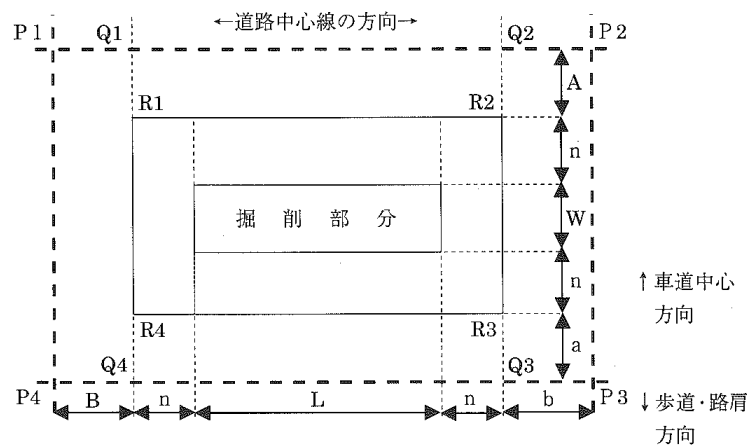 ←道路中心線の方向→
P1 Q1 Q2 P2
A
R1 R2
n
掘削部分 W
n
↑車道中心
方向
R4 R3
a
Q4 Q3
P4 B n L n b P3
↓歩道・路肩
方向